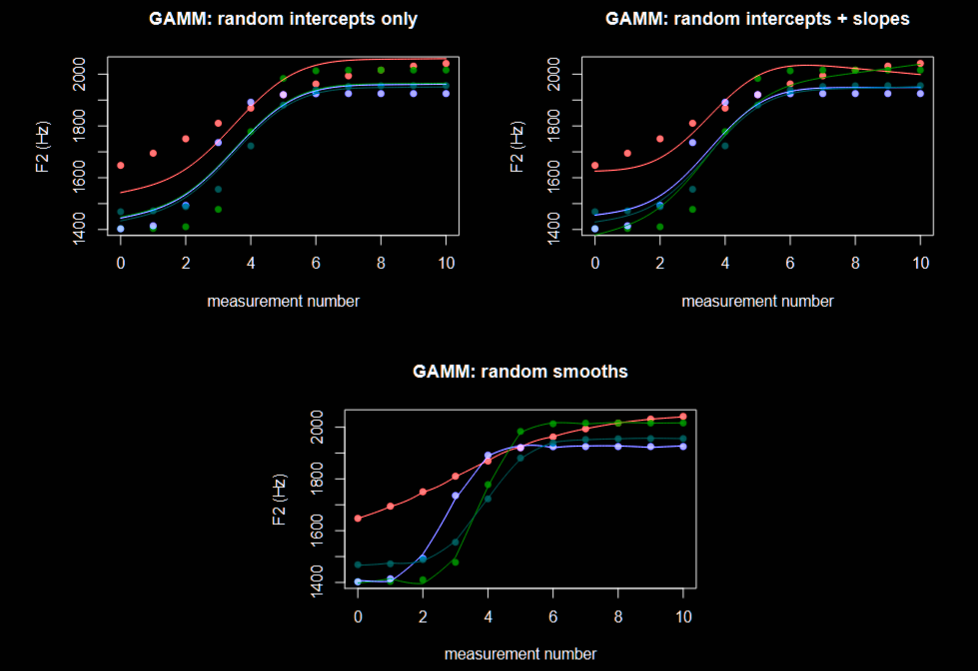 GAMM: random intercepts only
F2 (Hz)
1400 1600 1800 2000
0 2 4 6 8 10
measurement number
GAMM: random intercepts + slopes
F2 (Hz)
1400 1600 1800 2000
0 2 4 6 8 10
measurement number
GAMM: random smooths
F2 (Hz)
1400 1600 1800 2000
0 2 4 6 8 10
measurement number